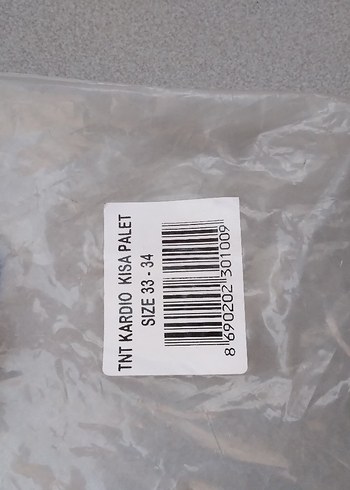 TNT KARDIO KISA PALET
SIZE 33 - 34
8 690202 301009